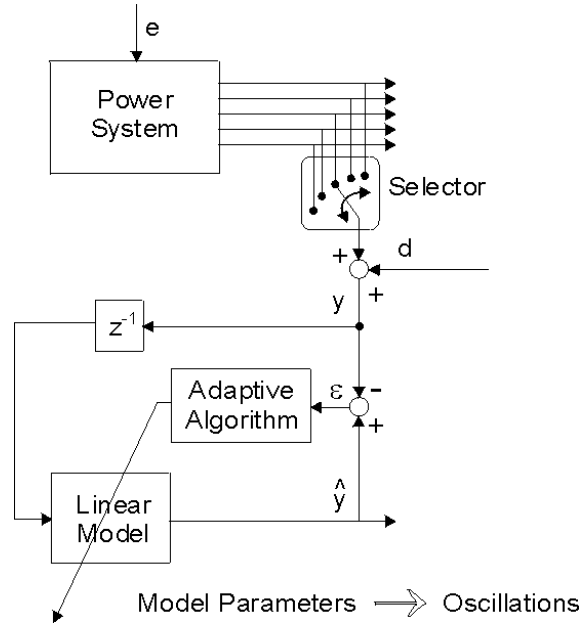 e
Power
System
Selector
+
d
y
+
z⁻¹
Adaptive
Algorithm
ε
-
+
ŷ
Linear
Model
Model Parameters ⇒ Oscillations